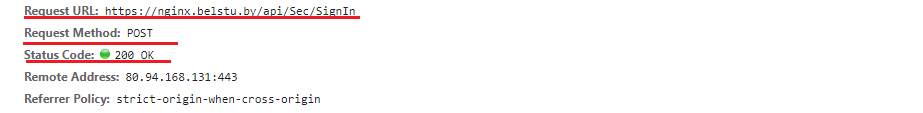 Request URL: https://nginx.belstu.by/api/Sec/SignIn
Request Method: POST
Status Code: 200 OK
Remote Address: 80.94.168.131:443
Referrer Policy: strict-origin-when-cross-origin